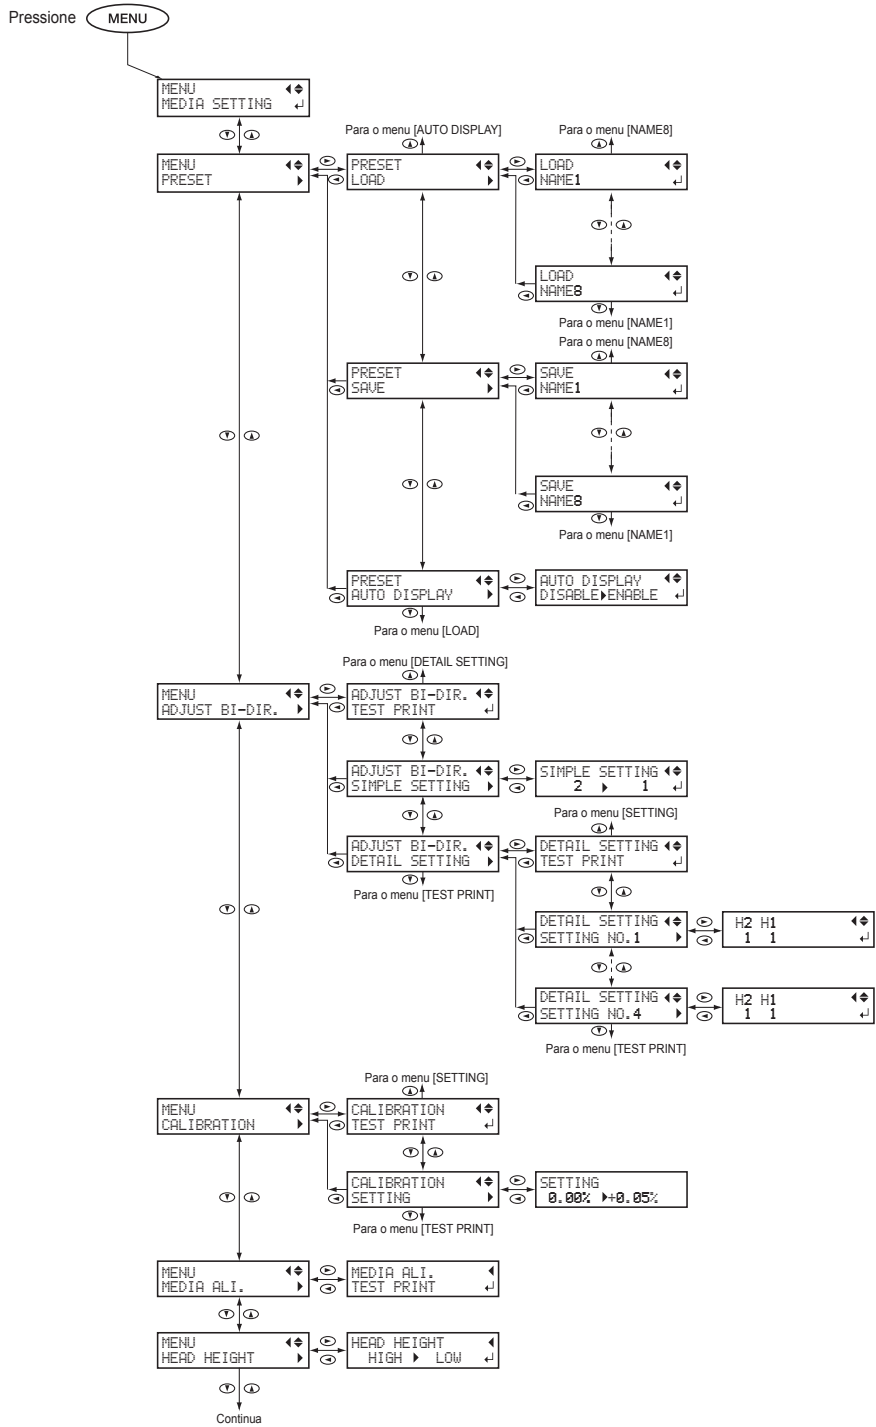 Pressione MENU
MENU
MEDIA SETTING
Para o menu [AUTO DISPLAY]
Para o menu [NAME8]
MENU
PRESET
PRESET
LOAD
LOAD
NAME1
LOAD
NAME8
Para o menu [NAME1]
Para o menu [NAME8]
PRESET
SAVE
SAVE
NAME1
SAVE
NAME8
Para o menu [NAME1]
PRESET
AUTO DISPLAY
AUTO DISPLAY
DISABLE ENABLE
Para o menu [LOAD]
Para o menu [DETAIL SETTING]
MENU
ADJUST BI-DIR.
ADJUST BI-DIR.
TEST PRINT
ADJUST BI-DIR.
SIMPLE SETTING
SIMPLE SETTING
2 1
Para o menu [SETTING]
ADJUST BI-DIR.
DETAIL SETTING
DETAIL SETTING
TEST PRINT
Para o menu [TEST PRINT]
DETAIL SETTING
SETTING NO.1
H2 H1
1 1
DETAIL SETTING
SETTING NO.4
H2 H1
1 1
Para o menu [TEST PRINT]
Para o menu [SETTING]
MENU
CALIBRATION
CALIBRATION
TEST PRINT
CALIBRATION
SETTING
SETTING
0.00% +0.05%
Para o menu [TEST PRINT]
MENU
MEDIA ALI.
MEDIA ALI.
TEST PRINT
MENU
HEAD HEIGHT
HEAD HEIGHT
HIGH LOW
Continua